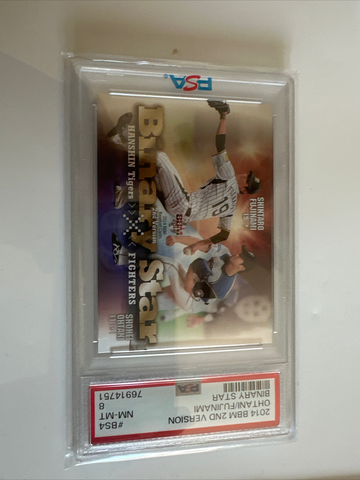 2014 BBM 2ND VERSION
OHTANI/FUJINAMI
BINARY STAR
#BS4
NM-MT
8
76914751
PSA
SHINTARO
FUJINAMI
Binary Star
HANSHIN Tigers
FIGHTERS
SHOHEI
OHTANI